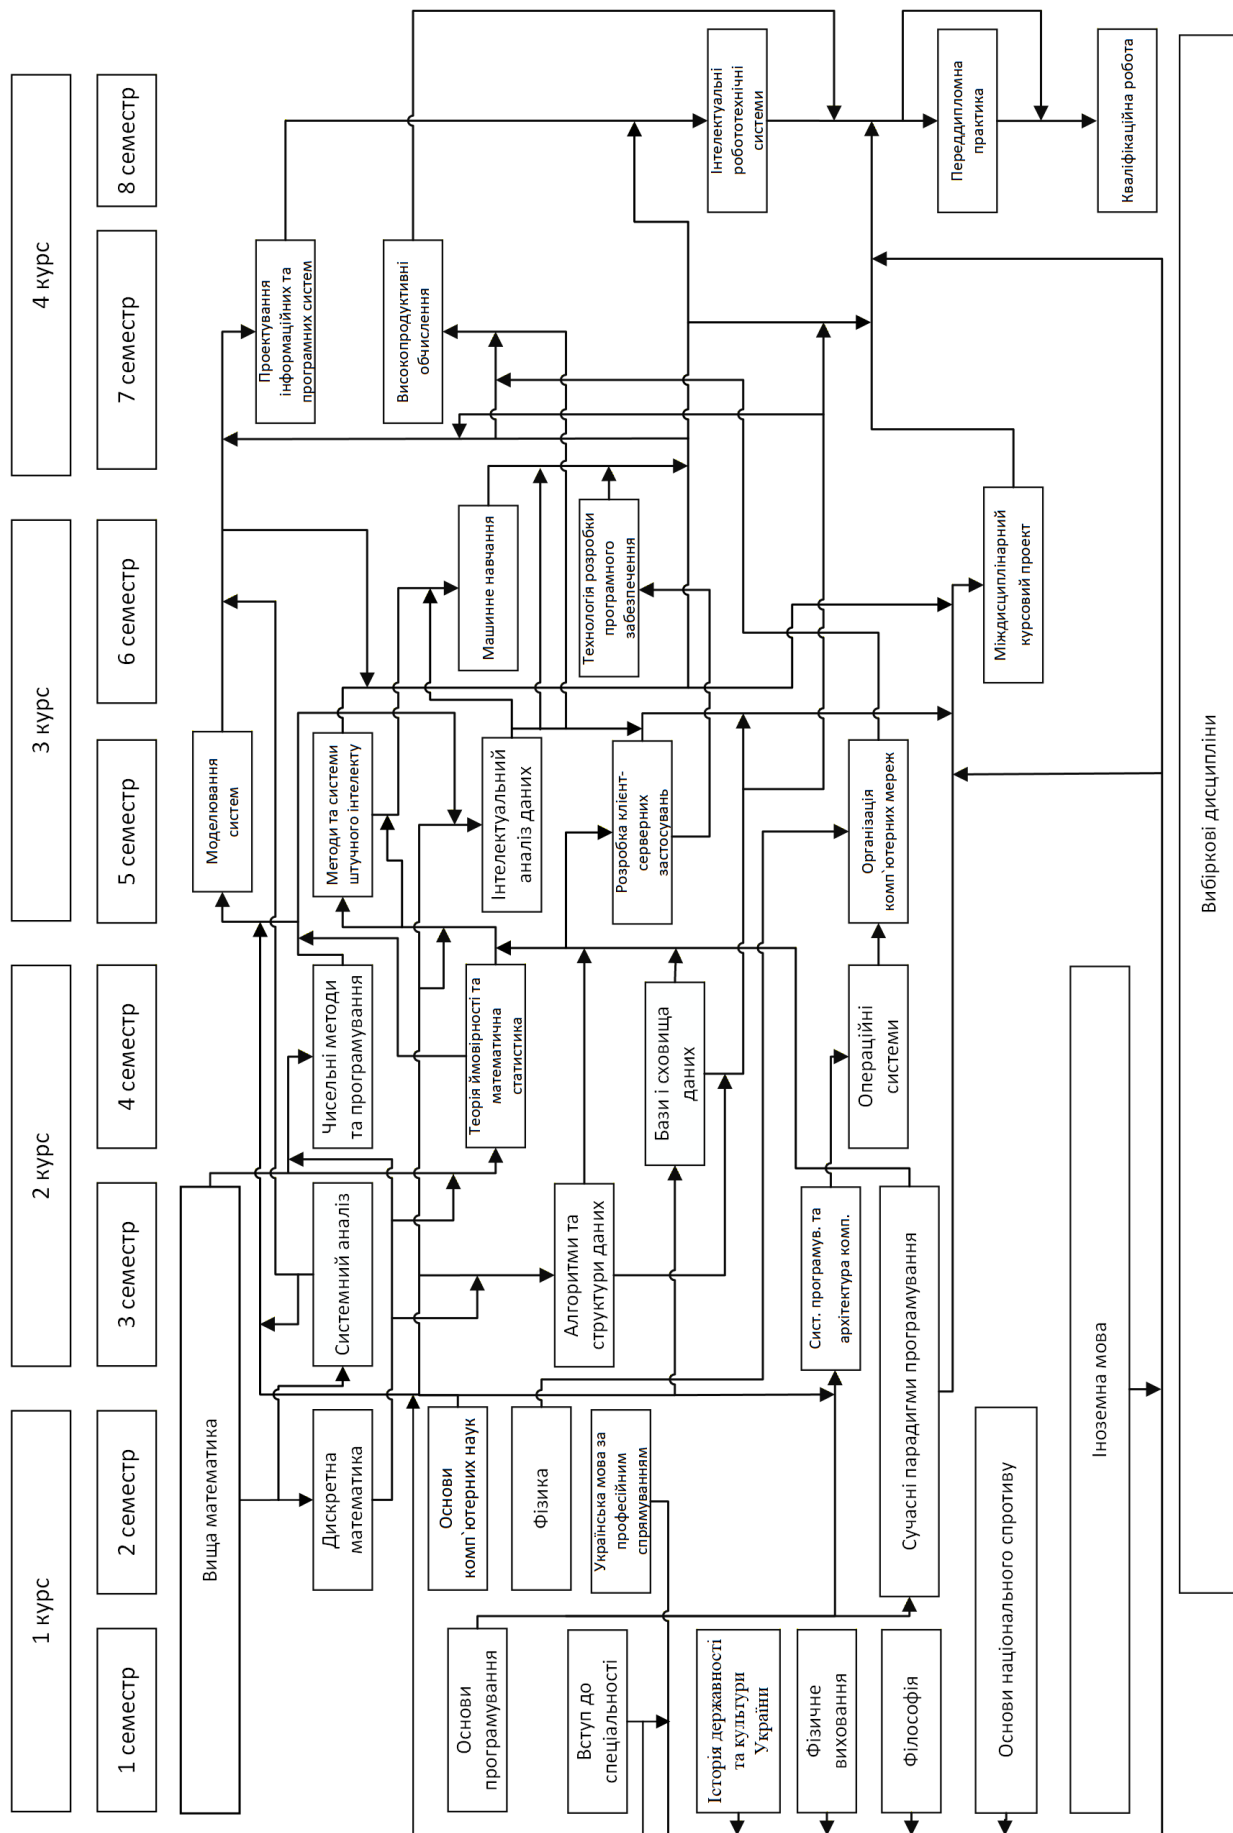 1 курс
2 курс
3 курс
4 курс
1 семестр
2 семестр
3 семестр
4 семестр
5 семестр
6 семестр
7 семестр
8 семестр
Вища математика
Моделювання
систем
Проектування
інформаційних та
програмних систем
Дискретна
математика
Системний аналіз
Чисельні методи
та програмування
Методи та системи
штучного інтелекту
Високопродуктивні
обчислення
Основи
програмування
Основи
комп`ютерних наук
Теорія ймовірності та
математична
статистика
Інтелектуальний
аналіз даних
Машинне навчання
Фізика
Вступ до
спеціальності
Українська мова за
професійним
спрямуванням
Алгоритми та
структури даних
Бази і сховища
даних
Розробка клієнт-
серверних
застосувань
Технологія розробки
програмного
забезпечення
Інтелектуальні
робототехнічні
системи
Історія державності
та культури
України
Фізичне
виховання
Сист. програмув. та
архітектура комп.
Операційні
системи
Організація
комп`ютерних мереж
Філософія
Сучасні парадигми програмування
Переддипломна
практика
Основи національного спротиву
Міждисциплінарний
курсовий проект
Іноземна мова
Кваліфікаційна робота
Вибіркові дисципліни